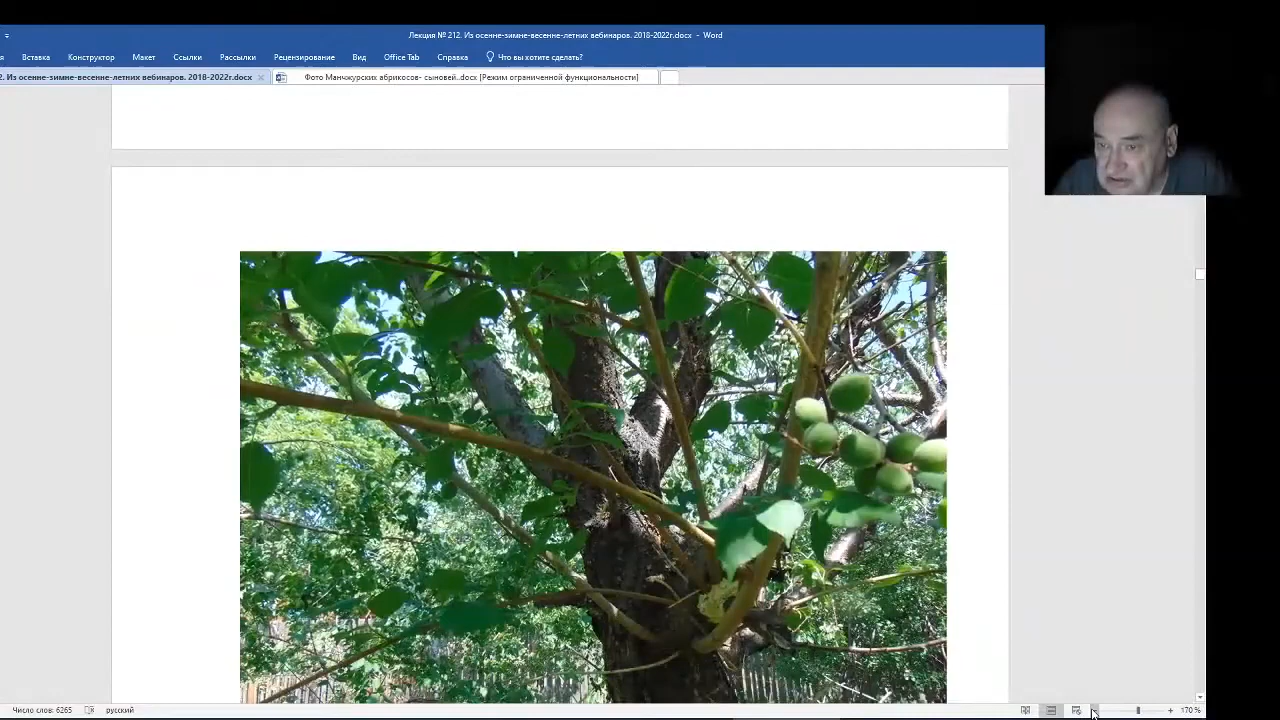 Лекция № 212. Из осенне-зимне-весенне-летних вебинаров. 2018-2022г.docx - Word
Вставка Конструктор Макет Ссылки Рассылки Рецензирование Вид Office Tab Справка Что вы хотите сделать?
2. Из осенне-зимне-весенне-летних вебинаров. 2018-2022г.docx Фото Манчжурских абрикосов- сыновей..docx [Режим ограниченной функциональности]
Число слов: 6265 русский 170 %